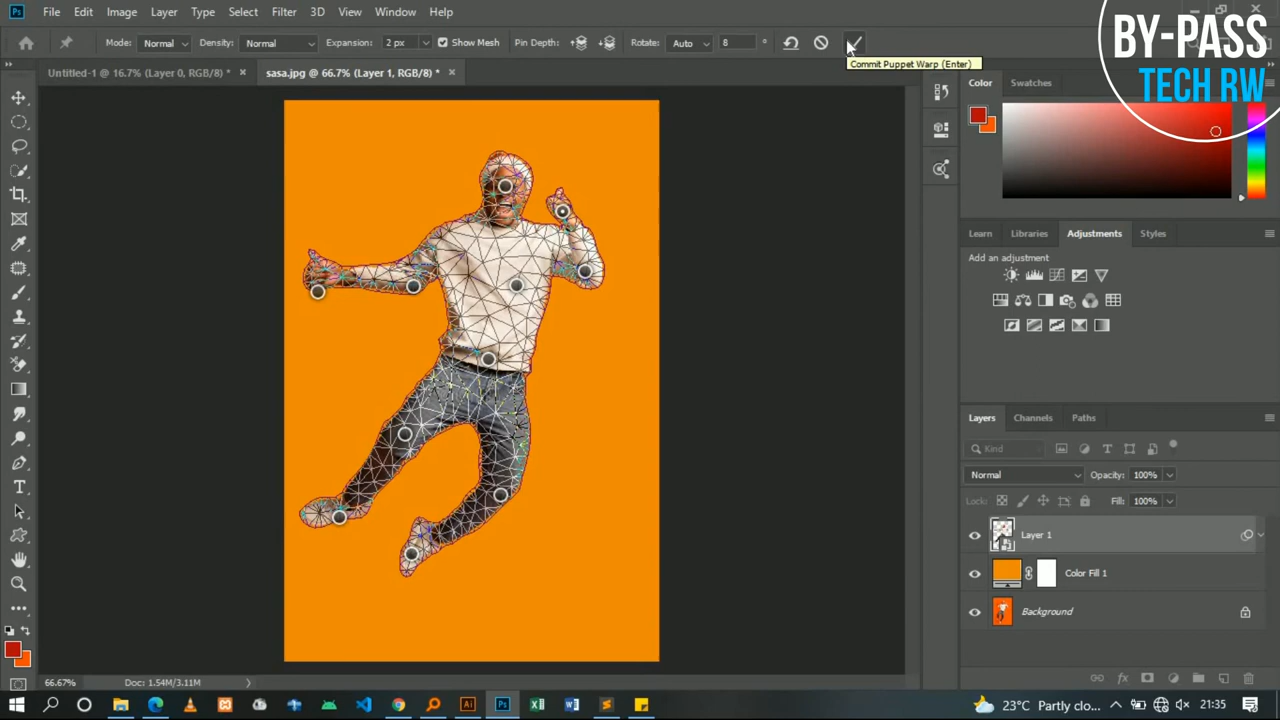 Ps File Edit Image Layer Type Select Filter 3D View Window Help
BY-PASS
TECH RW
Mode: Normal Density: Normal Expansion: 2 px Show Mesh Pin Depth: Rotate: Auto 8 °
Commit Puppet Warp (Enter)
Untitled-1 @ 16.7% (Layer 0, RGB/8) * × sasa.jpg @ 66.7% (Layer 1, RGB/8) * ×
Color Swatches
Learn Libraries Adjustments Styles
Add an adjustment
Layers Channels Paths
Kind
Normal Opacity: 100%
Lock: Fill: 100%
Layer 1
Color Fill 1
Background
66.67% Doc: 1.54M/3.11M
23°C Partly clo... 21:35